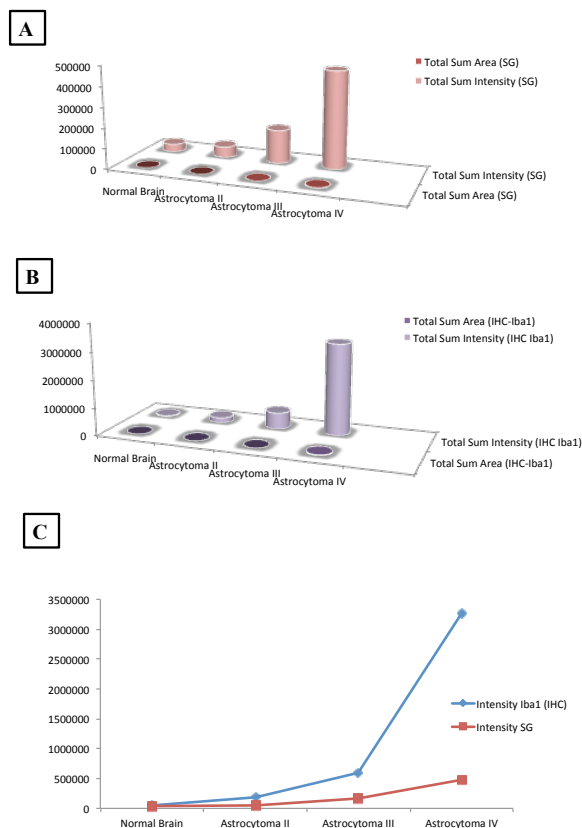 A
500000
400000
300000
200000
100000
0
Normal Brain
Astrocytoma II
Astrocytoma III
Astrocytoma IV
Total Sum Area (SG)
Total Sum Intensity (SG)
Total Sum Intensity (SG)
Total Sum Area (SG)
B
4000000
3000000
2000000
1000000
0
Normal Brain
Astrocytoma II
Astrocytoma III
Astrocytoma IV
Total Sum Area (IHC-Iba1)
Total Sum Intensity (IHC Iba1)
Total Sum Intensity (IHC Iba1)
Total Sum Area (IHC-Iba1)
C
3500000
3000000
2500000
2000000
1500000
1000000
500000
0
Normal Brain
Astrocytoma II
Astrocytoma III
Astrocytoma IV
Intensity Iba1 (IHC)
Intensity SG